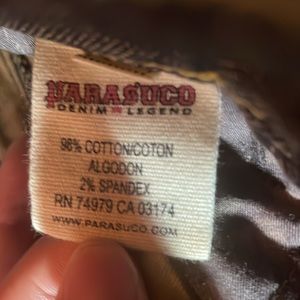 PARASUCO
DENIM ★ LEGEND
98% COTTON/COTON
ALGODON
2% SPANDEX
RN 74979 CA 03174
WWW.PARASUCO.COM